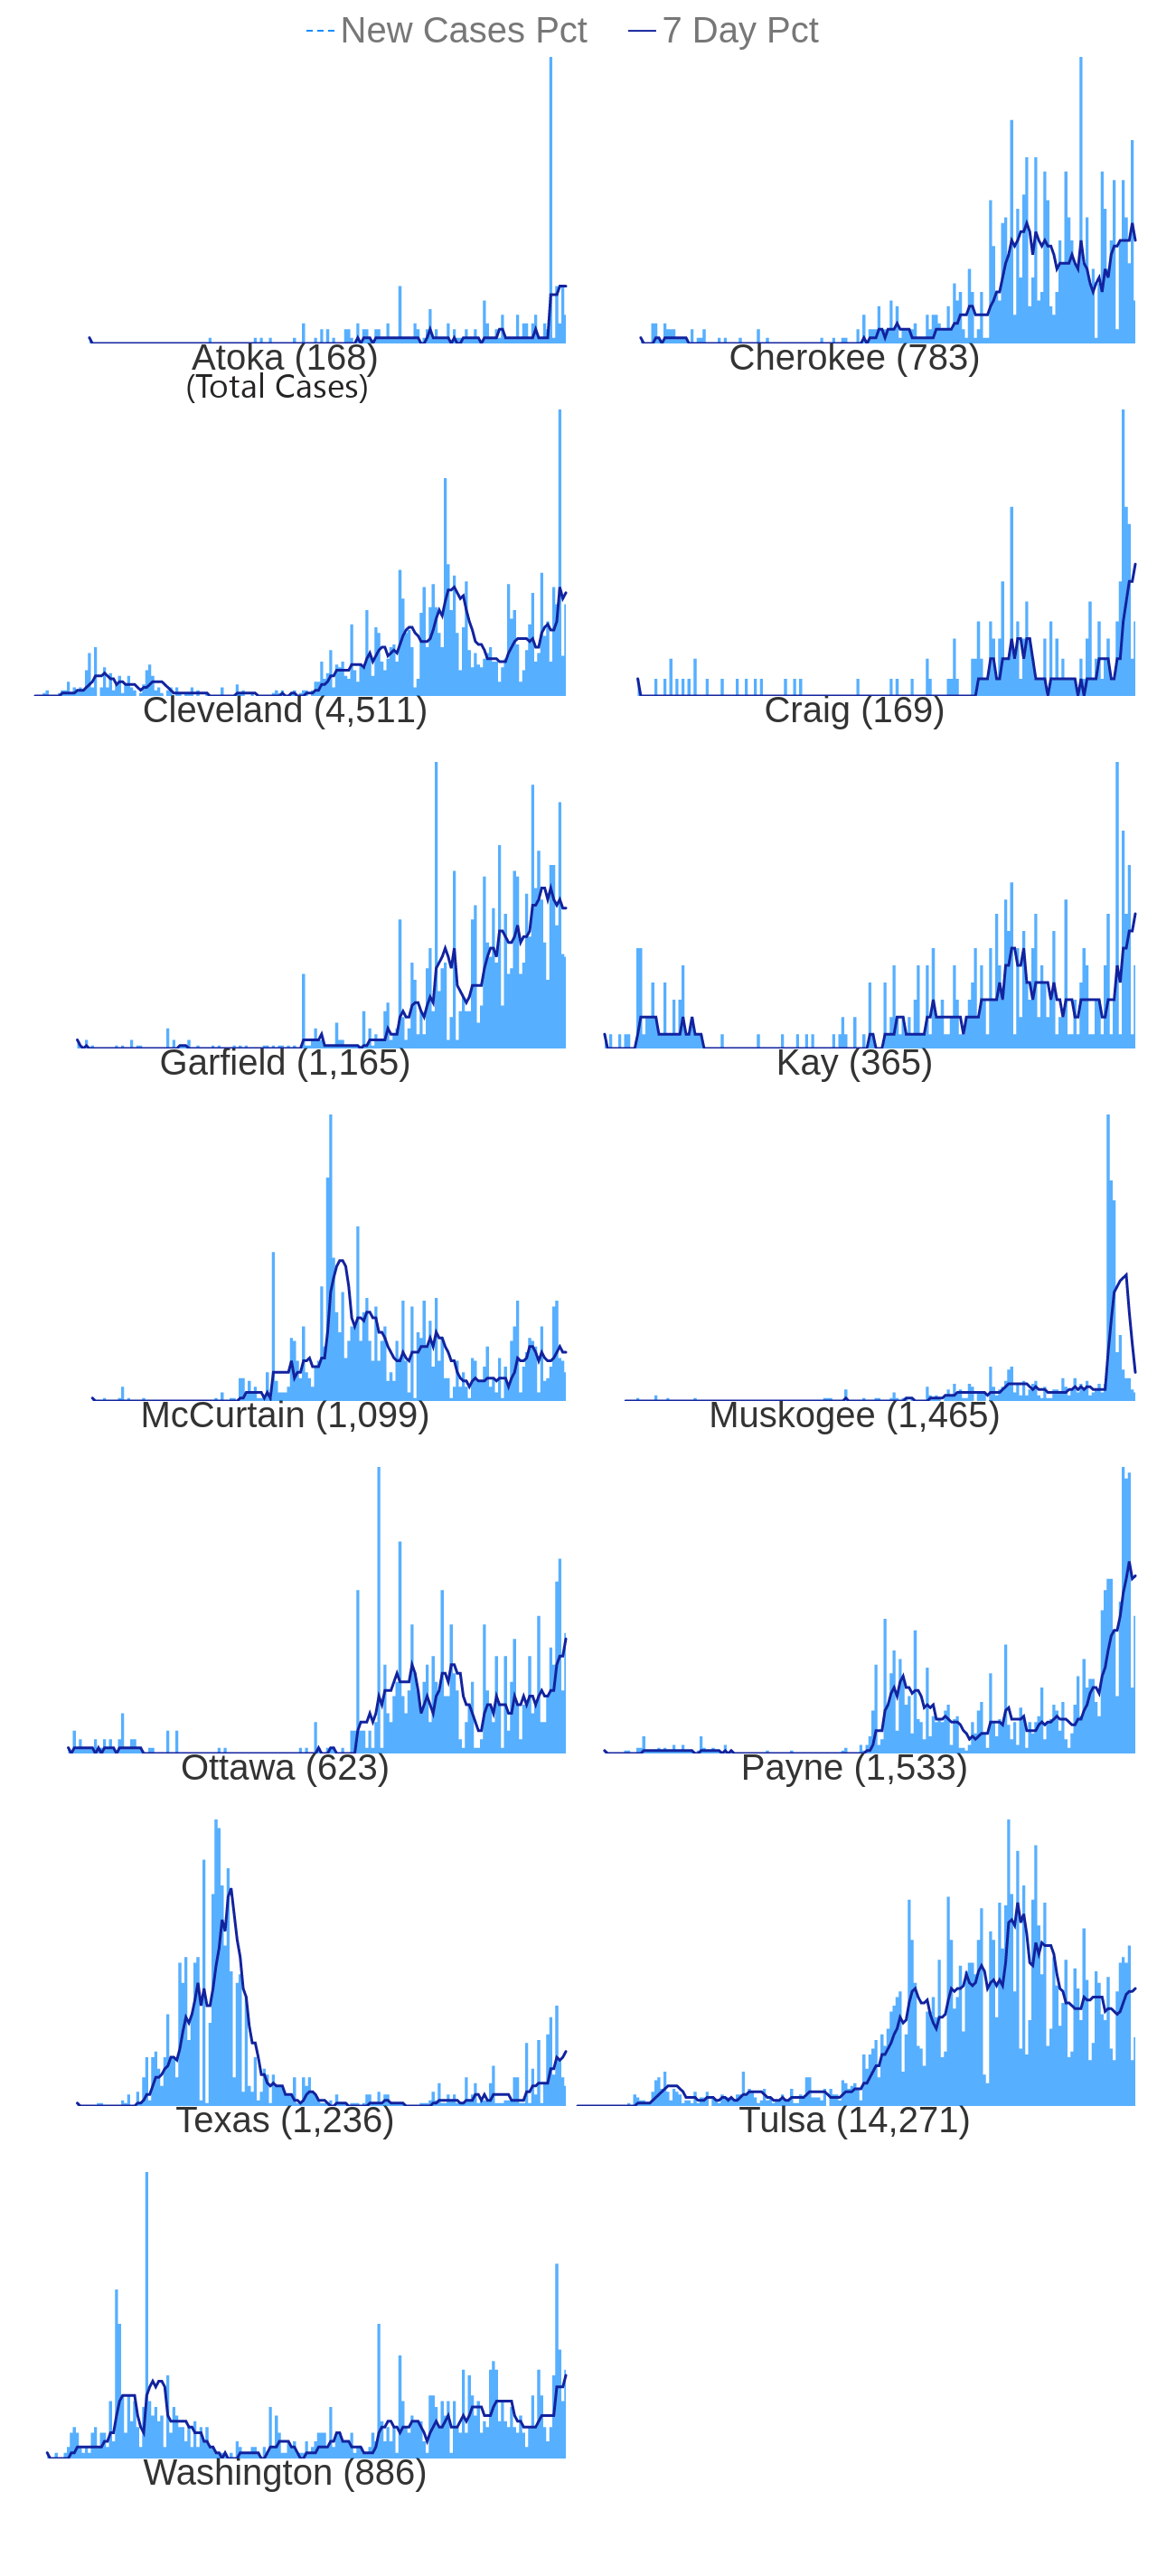 New Cases Pct 7 Day Pct
Atoka (168) Cherokee (783)
(Total Cases)
Cleveland (4,511) Craig (169)
Garfield (1,165) Kay (365)
McCurtain (1,099) Muskogee (1,465)
Ottawa (623) Payne (1,533)
Texas (1,236) Tulsa (14,271)
Washington (886)